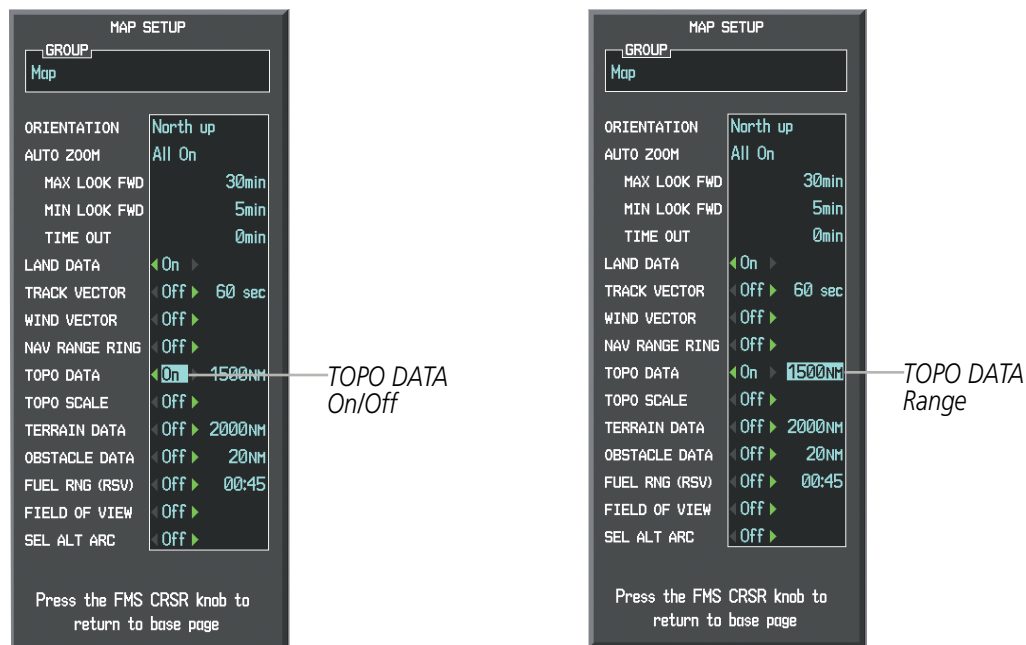 MAP SETUP
GROUP
Map
ORIENTATION North up
AUTO ZOOM All On
MAX LOOK FWD 30min
MIN LOOK FWD 5min
TIME OUT 0min
LAND DATA On
TRACK VECTOR Off 60 sec
WIND VECTOR Off
NAV RANGE RING Off
TOPO DATA On 1500NM
TOPO SCALE Off
TERRAIN DATA Off 2000NM
OBSTACLE DATA Off 20NM
FUEL RNG (RSV) Off 00:45
FIELD OF VIEW Off
SEL ALT ARC Off
Press the FMS CRSR knob to
return to base page
TOPO DATA
On/Off
MAP SETUP
GROUP
Map
ORIENTATION North up
AUTO ZOOM All On
MAX LOOK FWD 30min
MIN LOOK FWD 5min
TIME OUT 0min
LAND DATA On
TRACK VECTOR Off 60 sec
WIND VECTOR Off
NAV RANGE RING Off
TOPO DATA On 1500NM
TOPO SCALE Off
TERRAIN DATA Off 2000NM
OBSTACLE DATA Off 20NM
FUEL RNG (RSV) Off 00:45
FIELD OF VIEW Off
SEL ALT ARC Off
Press the FMS CRSR knob to
return to base page
TOPO DATA
Range